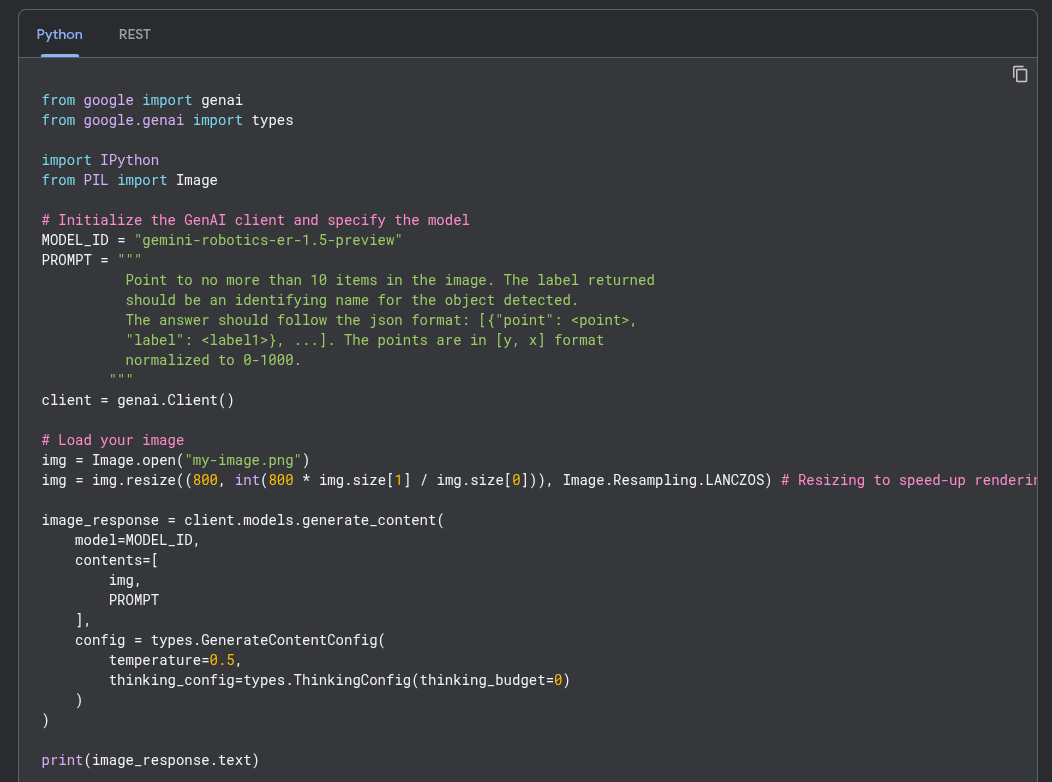 Python REST
from google import genai
from google.genai import types
import IPython
from PIL import Image
# Initialize the GenAI client and specify the model
MODEL_ID = "gemini-robotics-er-1.5-preview"
PROMPT = """
          Point to no more than 10 items in the image. The label returned
          should be an identifying name for the object detected.
          The answer should follow the json format: [{"point": <point>,
          "label": <label1>}, ...]. The points are in [y, x] format
          normalized to 0-1000.
        """
client = genai.Client()
# Load your image
img = Image.open("my-image.png")
img = img.resize((800, int(800 * img.size[1] / img.size[0])), Image.Resampling.LANCZOS) # Resizing to speed-up
image_response = client.models.generate_content(
    model=MODEL_ID,
    contents=[
        img,
        PROMPT
    ],
    config = types.GenerateContentConfig(
        temperature=0.5,
        thinking_config=types.ThinkingConfig(thinking_budget=0)
    )
)
print(image_response.text)